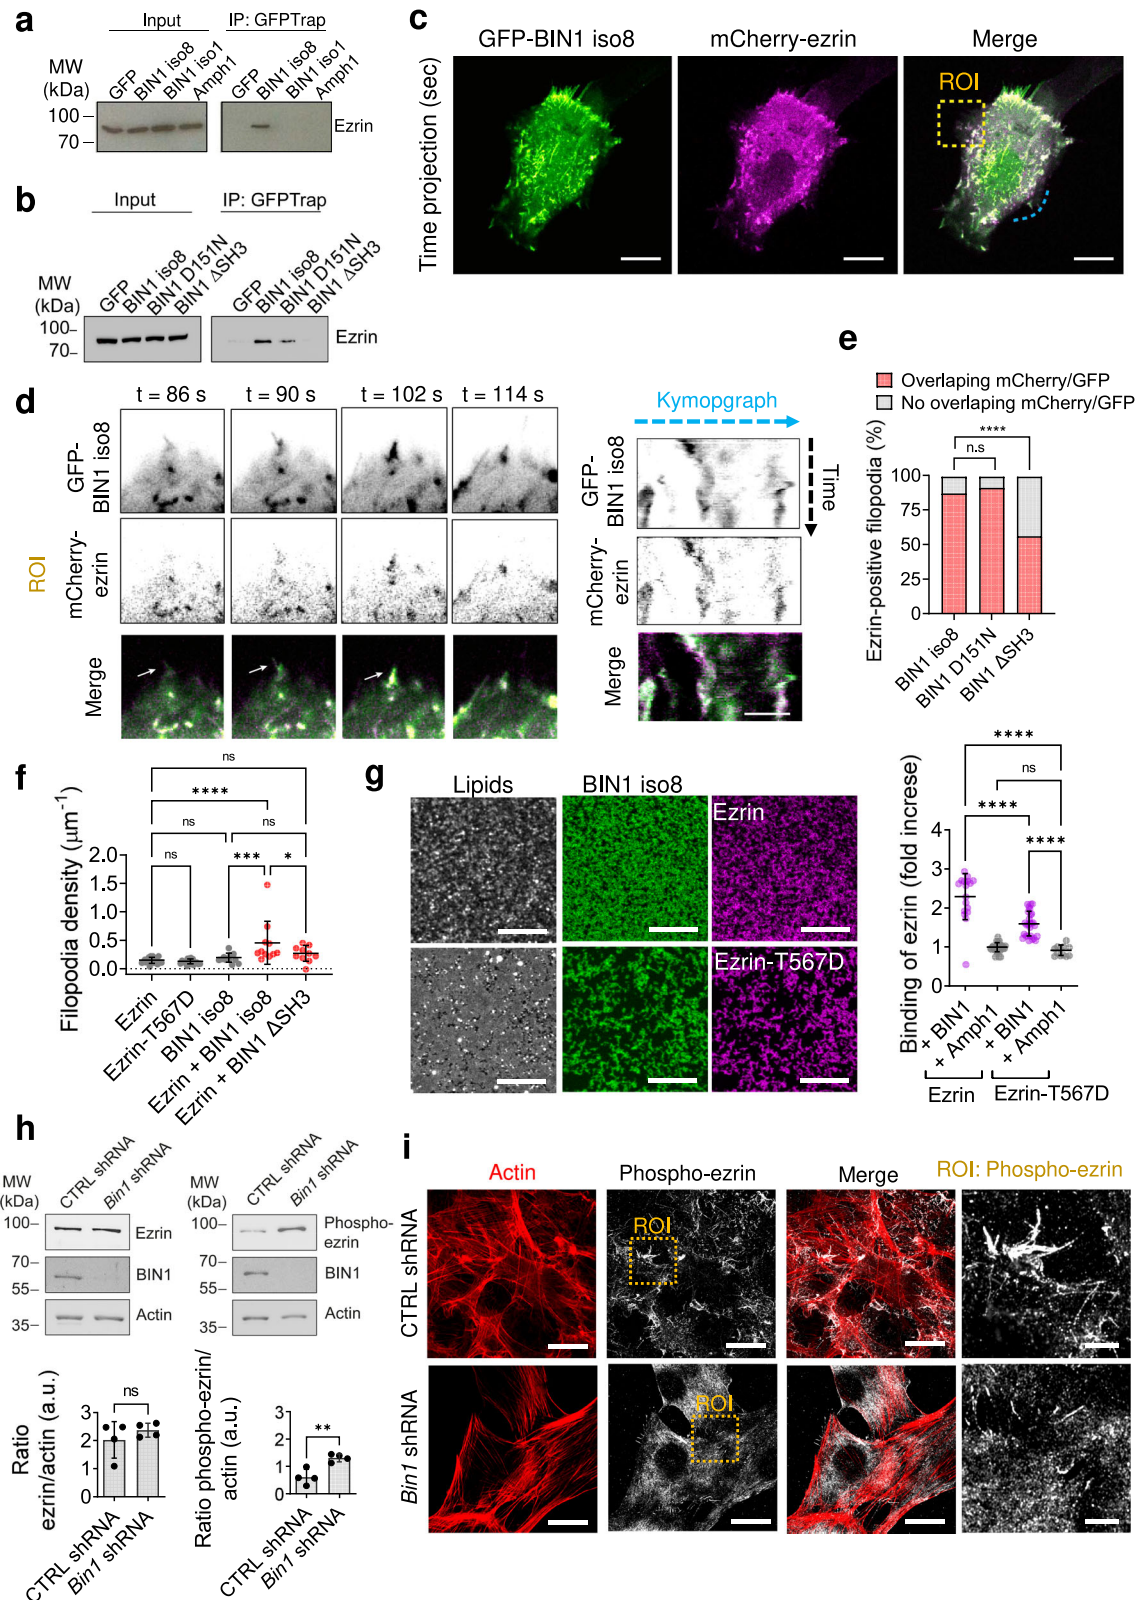 a
Input
IP: GFPTrap
MW
(kDa)
GFP
BIN1 iso8
BIN1 iso1
Amph1
GFP
BIN1 iso8
BIN1 iso1
Amph1
100
70
Ezrin
b
Input
IP: GFPTrap
MW
(kDa)
GFP
BIN1 iso8
BIN1 D151N
BIN1 ΔSH3
GFP
BIN1 iso8
BIN1 D151N
BIN1 ΔSH3
100
70
Ezrin
c
GFP-BIN1 iso8
mCherry-ezrin
Merge
Time projection (sec)
ROI
d
t = 86 s
t = 90 s
t = 102 s
t = 114 s
ROI
GFP-
BIN1 iso8
mCherry-
ezrin
Merge
Kymopgraph
Time
GFP-
BIN1 iso8
mCherry-
ezrin
Merge
e
Overlaping mCherry/GFP
No overlaping mCherry/GFP
****
n.s
Ezrin-positive filopodia (%)
100
75
50
25
0
BIN1 iso8
BIN1 D151N
BIN1 ΔSH3
f
ns
****
ns
ns
ns
***
*
Filopodia density (μm⁻¹)
2.0
1.5
1.0
0.5
0.0
Ezrin
Ezrin-T567D
BIN1 iso8
Ezrin + BIN1 iso8
Ezrin + BIN1 ΔSH3
g
Lipids
BIN1 iso8
Ezrin
Ezrin-T567D
****
ns
****
****
Binding of ezrin (fold increse)
4
3
2
1
0
+ BIN1
+ Amph1
+ BIN1
+ Amph1
Ezrin
Ezrin-T567D
h
MW
(kDa)
CTRL shRNA
Bin1 shRNA
100
70
55
35
Ezrin
BIN1
Actin
MW
(kDa)
CTRL shRNA
Bin1 shRNA
100
70
55
35
Phospho-
ezrin
BIN1
Actin
Ratio
ezrin/actin (a.u.)
ns
3
2
1
0
CTRL shRNA
Bin1 shRNA
Ratio phospho-ezrin/
actin (a.u.)
**
3
2
1
0
CTRL shRNA
Bin1 shRNA
i
Actin
Phospho-ezrin
Merge
ROI: Phospho-ezrin
CTRL shRNA
ROI
Bin1 shRNA
ROI